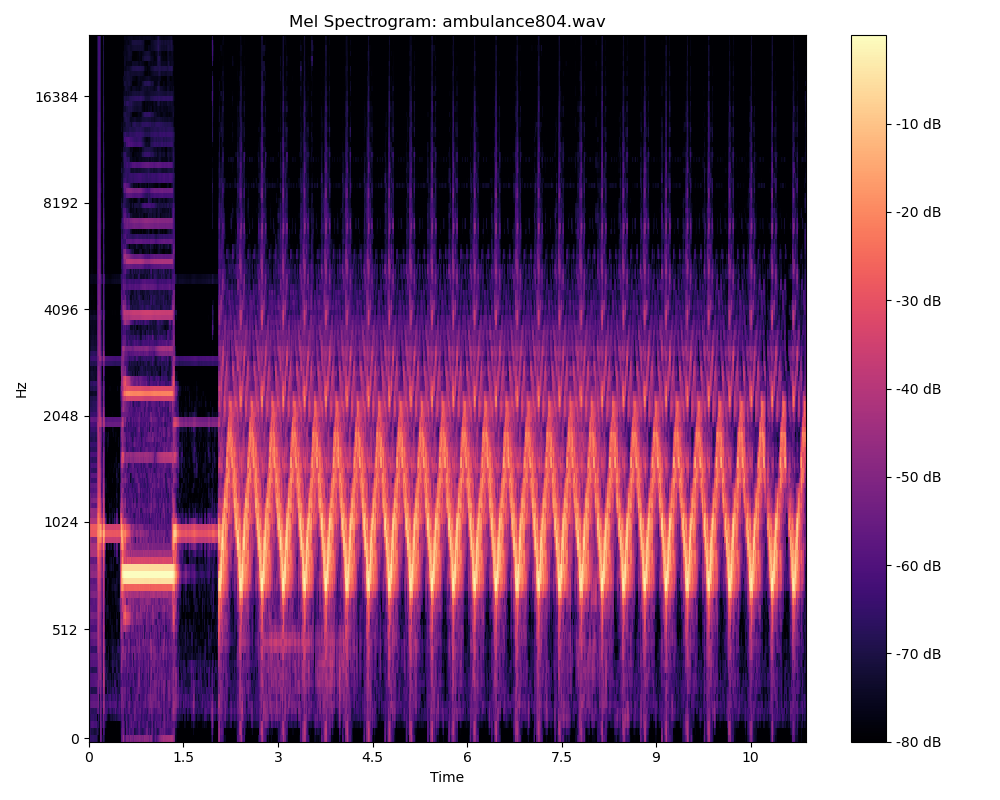 Mel Spectrogram: ambulance804.wav
16384
8192
4096
2048
1024
512
0
Hz
0 1.5 3 4.5 6 7.5 9 10
Time
-10 dB
-20 dB
-30 dB
-40 dB
-50 dB
-60 dB
-70 dB
-80 dB